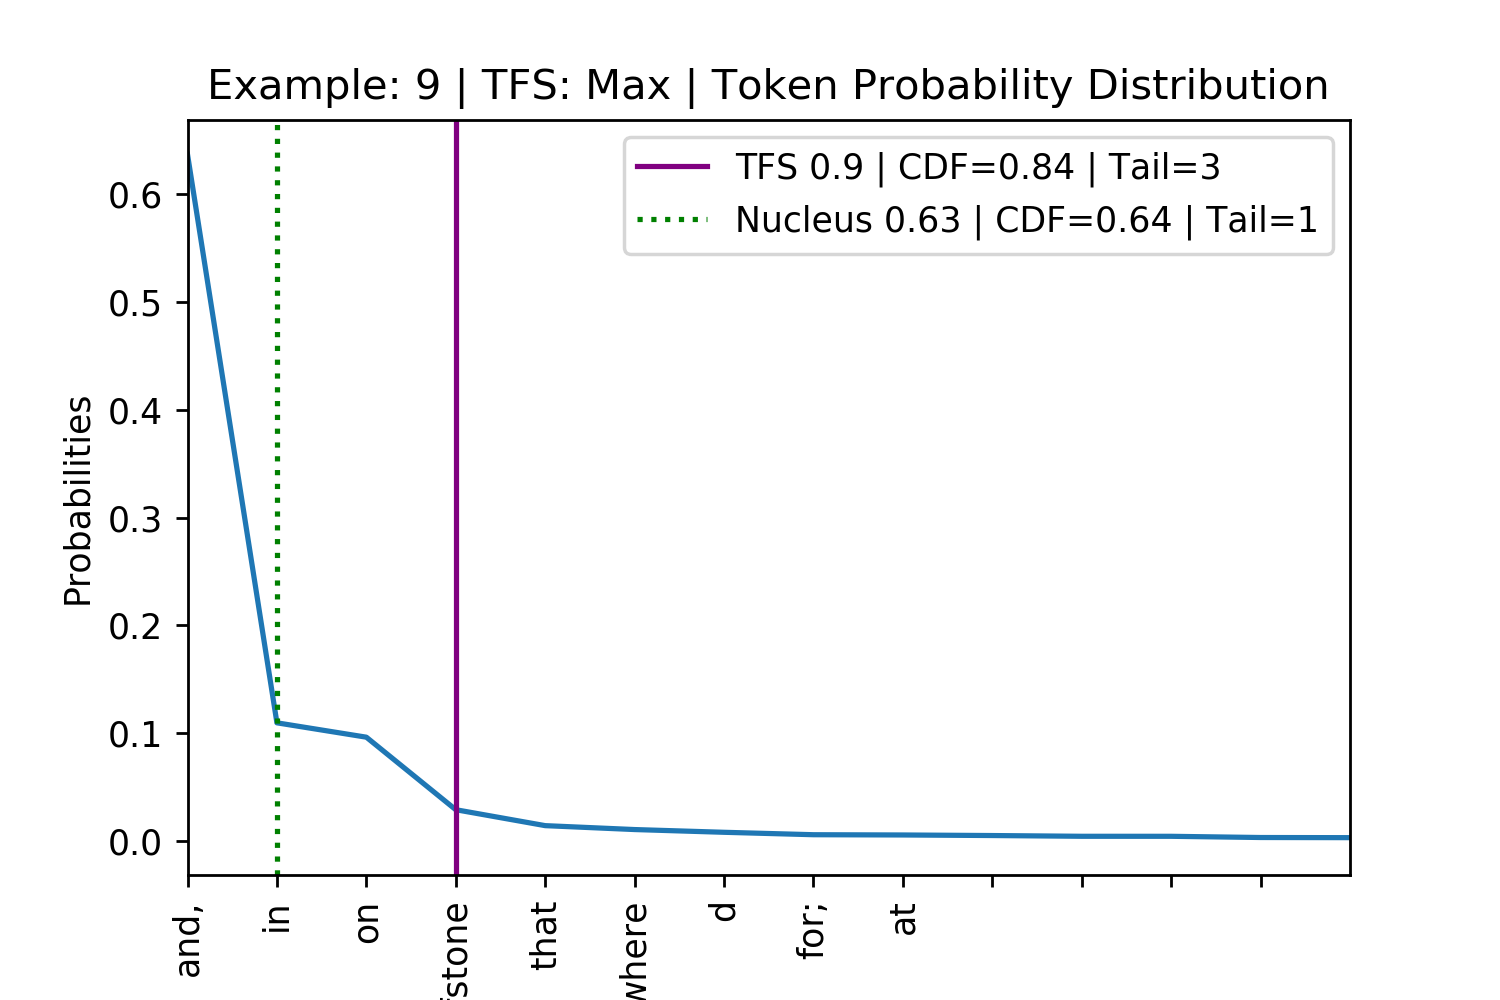 Example: 9 | TFS: Max | Token Probability Distribution
TFS 0.9 | CDF=0.84 | Tail=3
Nucleus 0.63 | CDF=0.64 | Tail=1
Probabilities
0.6
0.5
0.4
0.3
0.2
0.1
0.0
and,
in
on
that
where
d
for;
at